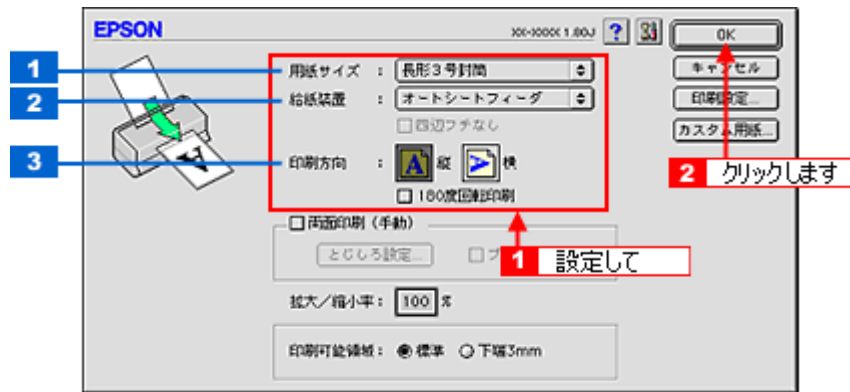 EPSON XX-XXXX 1.80J ? OK
1 用紙サイズ : 長形3号封筒 キャンセル
2 給紙装置 : オートシートフィーダ 印刷設定...
四辺フチなし カスタム用紙...
3 印刷方向 : A 縦 A 横
2 クリックします
180度回転印刷
両面印刷（手動）
とじしろ設定...
1 設定して
拡大／縮小率: 100 %
印刷可能領域: 標準 下端3mm
A